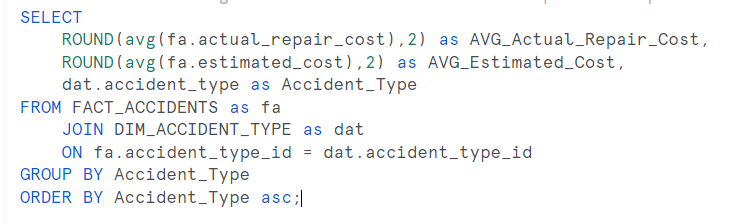 SELECT
ROUND(avg(fa.actual_repair_cost),2) as AVG_Actual_Repair_Cost,
ROUND(avg(fa.estimated_cost),2) as AVG_Estimated_Cost,
dat.accident_type as Accident_Type
FROM FACT_ACCIDENTS as fa
JOIN DIM_ACCIDENT_TYPE as dat
ON fa.accident_type_id = dat.accident_type_id
GROUP BY Accident_Type
ORDER BY Accident_Type asc;